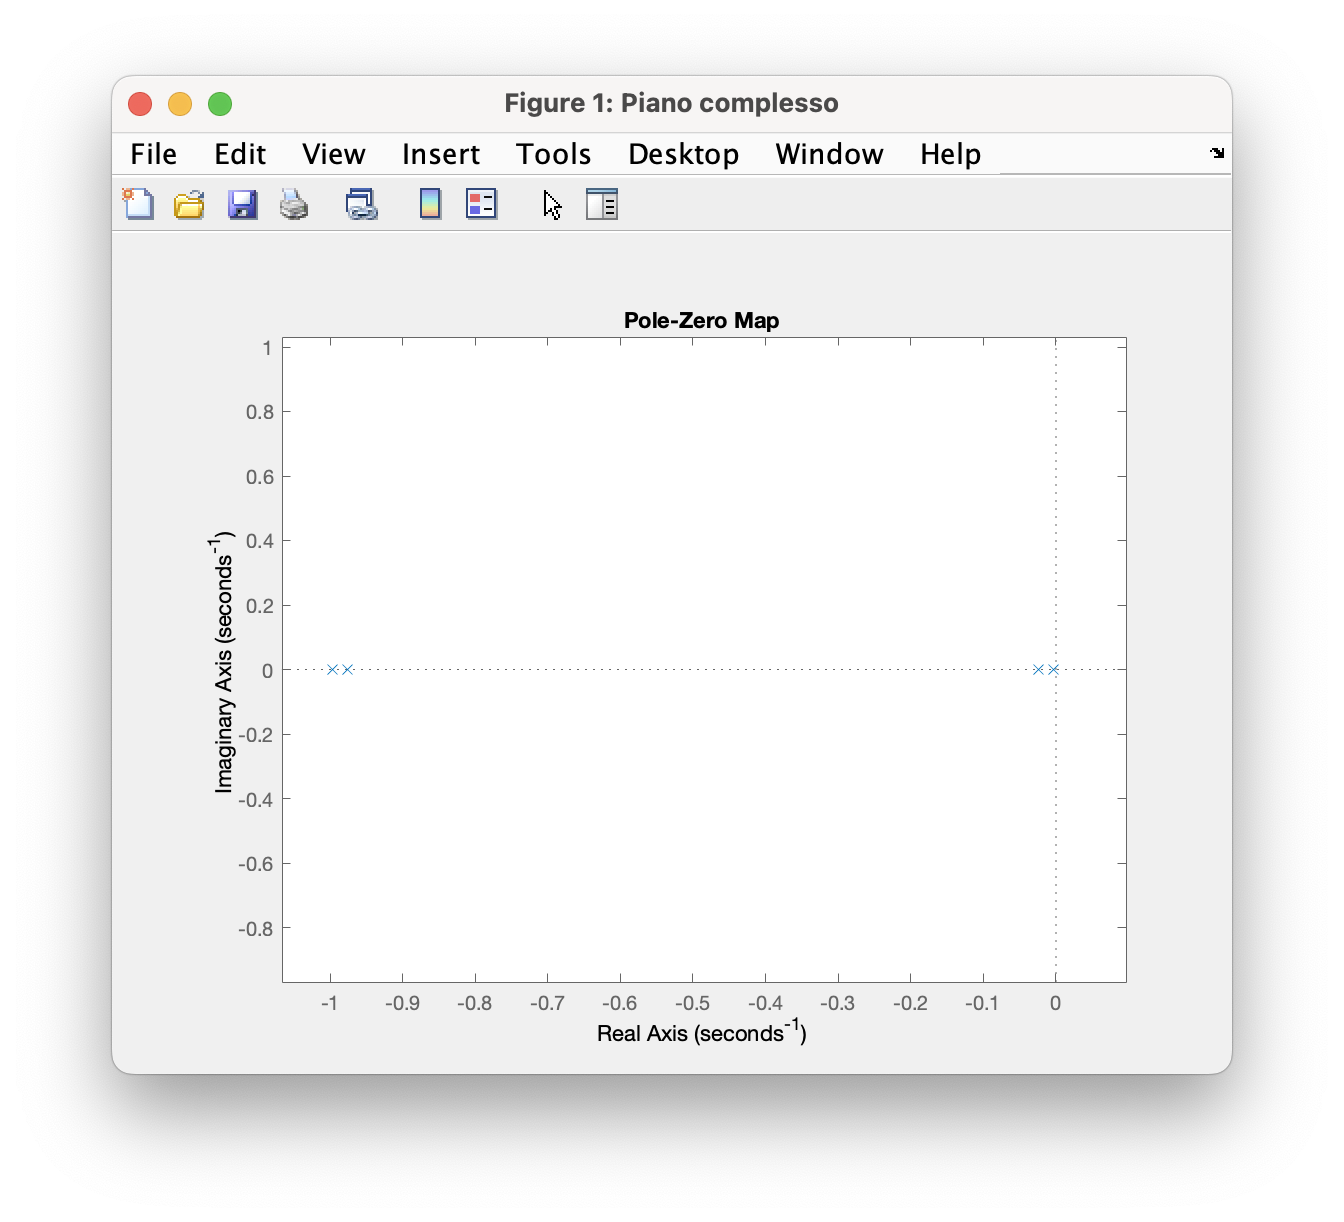 Figure 1: Piano complesso
File Edit View Insert Tools Desktop Window Help
Pole-Zero Map
1
0.8
0.6
0.4
0.2
0
-0.2
-0.4
-0.6
-0.8
Imaginary Axis (seconds⁻¹)
-1 -0.9 -0.8 -0.7 -0.6 -0.5 -0.4 -0.3 -0.2 -0.1 0
Real Axis (seconds⁻¹)